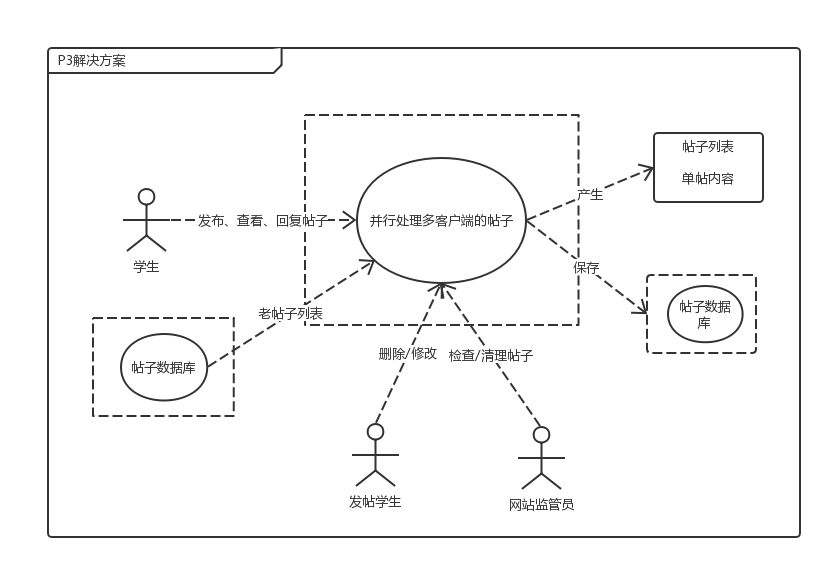 P3解决方案
帖子列表
单帖内容
产生
发布、查看、回复帖子
并行处理多客户端的帖子
学生
保存
老帖子列表
帖子数据
库
帖子数据库
删除/修改
检查/清理帖子
发帖学生
网站监管员